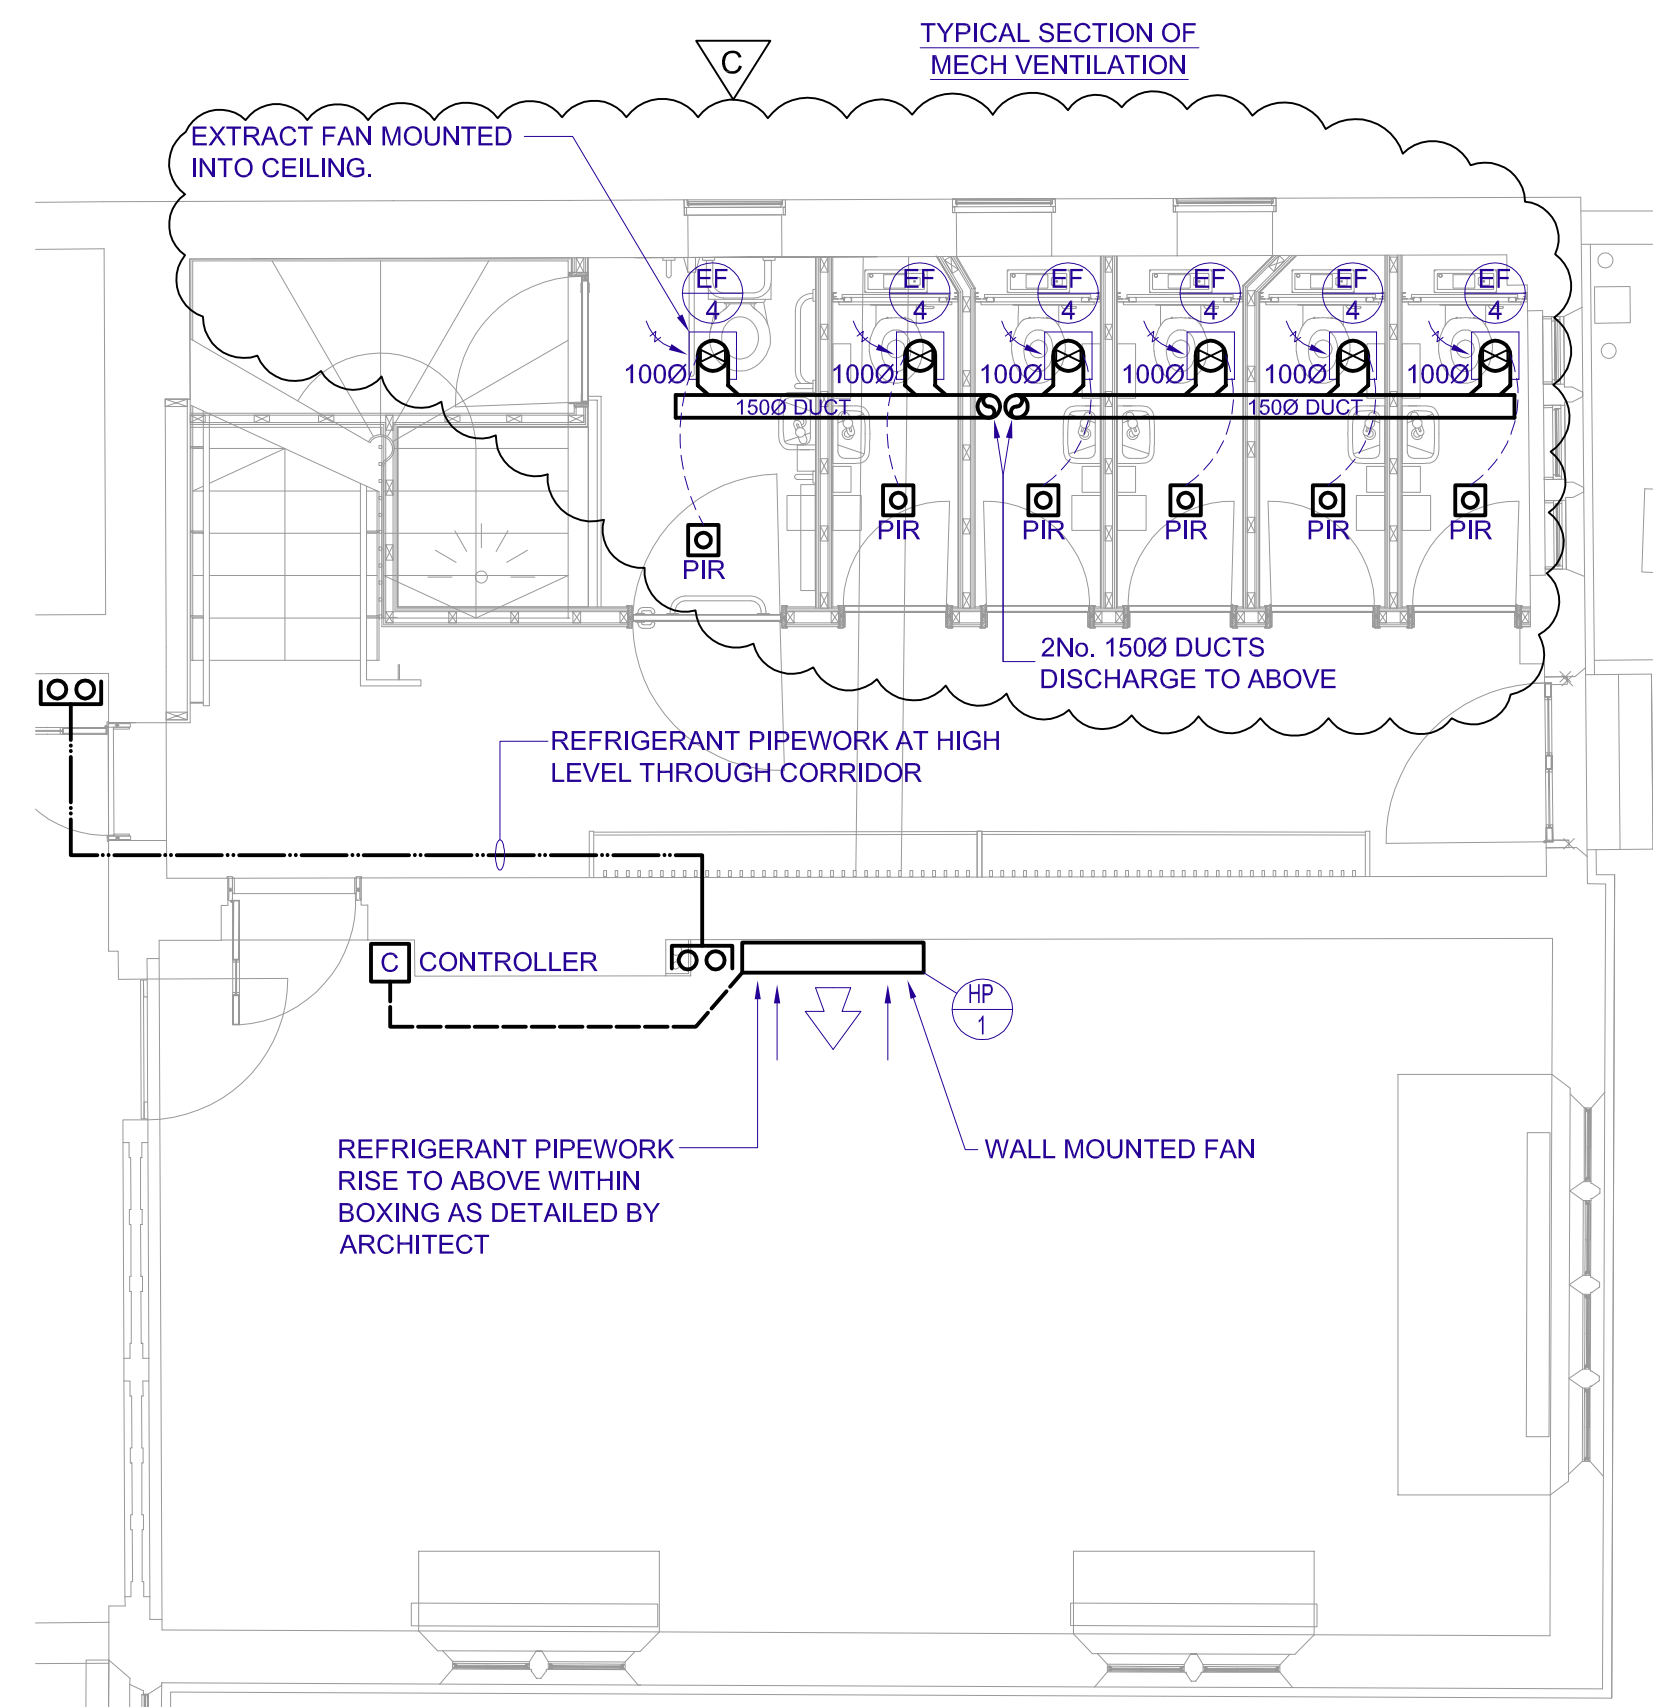 TYPICAL SECTION OF
MECH VENTILATION
C
EXTRACT FAN MOUNTED
INTO CEILING.
EF
4
EF
4
EF
4
EF
4
EF
4
EF
4
100Ø
100Ø
100Ø
100Ø
100Ø
100Ø
150Ø DUCT
150Ø DUCT
PIR
PIR
PIR
PIR
PIR
PIR
2No. 150Ø DUCTS
DISCHARGE TO ABOVE
REFRIGERANT PIPEWORK AT HIGH
LEVEL THROUGH CORRIDOR
C
CONTROLLER
HP
1
REFRIGERANT PIPEWORK
RISE TO ABOVE WITHIN
BOXING AS DETAILED BY
ARCHITECT
WALL MOUNTED FAN